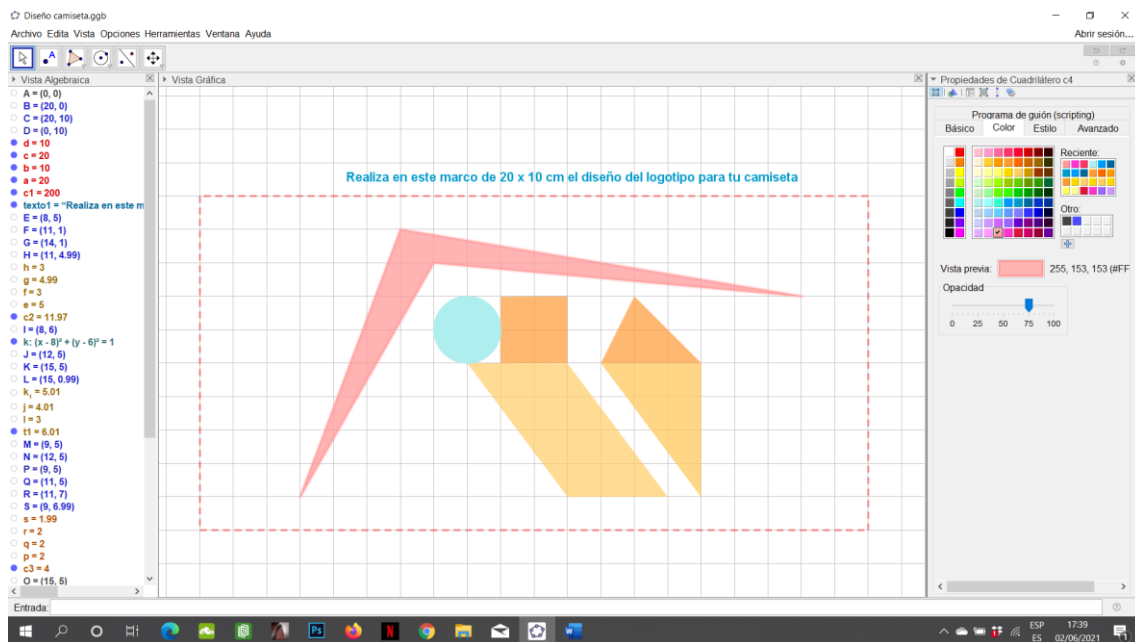 Diseño camiseta.ggb
Archivo Edita Vista Opciones Herramientas Ventana Ayuda
Abrir sesión...
Vista Algebraica
Vista Gráfica
Propiedades de Cuadrilátero c4
A = (0, 0)
B = (20, 0)
C = (20, 10)
D = (0, 10)
d = 10
c = 20
b = 10
a = 20
c1 = 200
texto1 = “Realiza en este m
E = (8, 5)
F = (11, 1)
G = (14, 1)
H = (11, 4.99)
h = 3
g = 4.99
f = 3
e = 5
c2 = 11.97
I = (8, 6)
k: (x - 8)² + (y - 6)² = 1
J = (12, 5)
K = (15, 5)
L = (15, 0.99)
k₁ = 5.01
j = 4.01
l = 3
t1 = 6.01
M = (9, 5)
N = (12, 5)
P = (9, 5)
Q = (11, 5)
R = (11, 7)
S = (9, 6.99)
s = 1.99
r = 2
q = 2
p = 2
c3 = 4
O = (15, 5)
Realiza en este marco de 20 x 10 cm el diseño del logotipo para tu camiseta
Programa de guión (scripting)
Básico Color Estilo Avanzado
Reciente:
Otro:
Vista previa: 255, 153, 153 (#FF
Opacidad
0 25 50 75 100
Entrada:
ESP
ES
17:39
02/06/2021